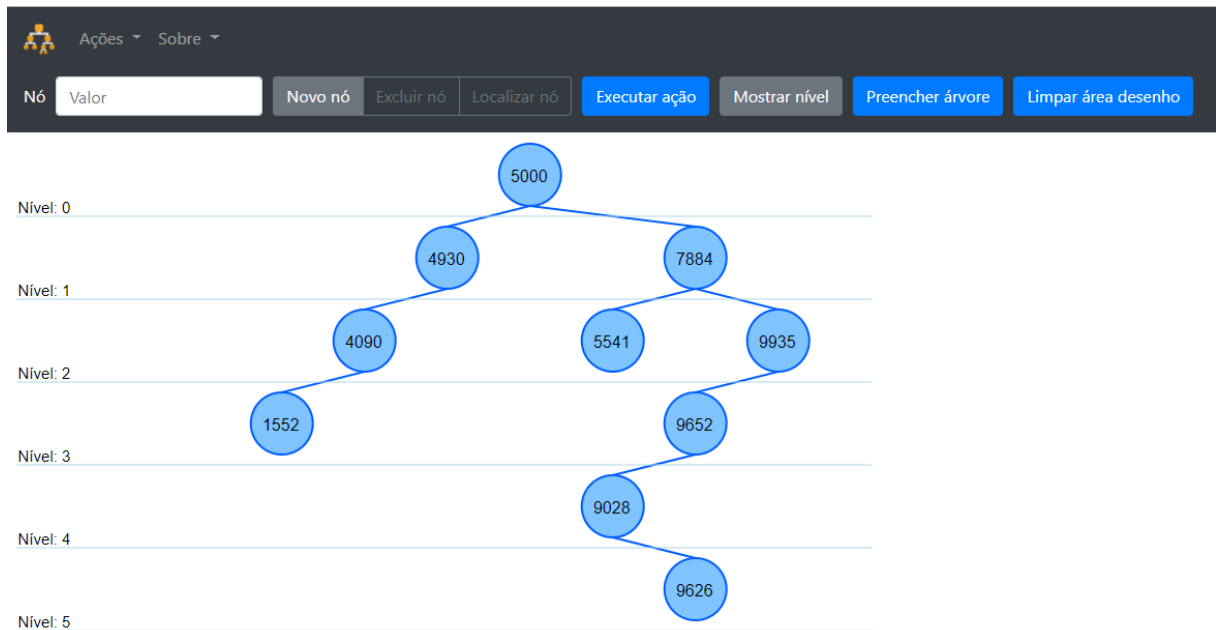 Ações Sobre
Nó Valor Novo nó Excluir nó Localizar nó Executar ação Mostrar nível Preencher árvore Limpar área desenho
5000
Nível: 0
4930 7884
Nível: 1
4090 5541 9935
Nível: 2
1552 9652
Nível: 3
9028
Nível: 4
9626
Nível: 5